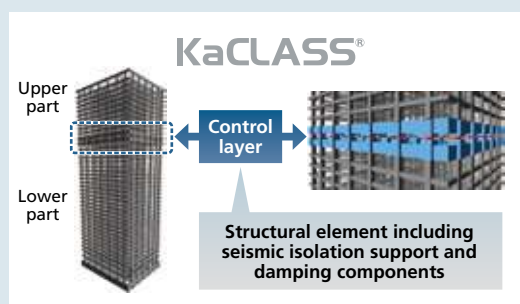 KaCLASS®
Upper
part
Control
layer
Lower
part
Structural element including
seismic isolation support and
damping components